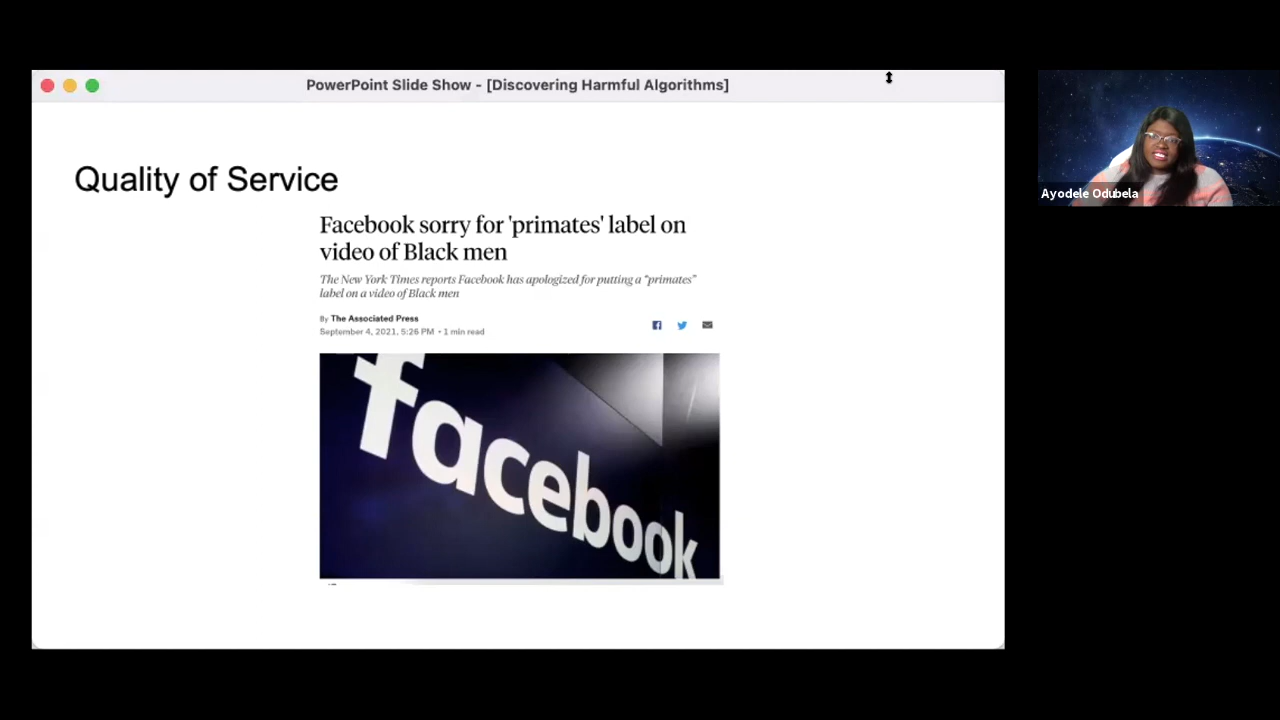 PowerPoint Slide Show - [Discovering Harmful Algorithms]
Quality of Service
Facebook sorry for 'primates' label on
video of Black men
The New York Times reports Facebook has apologized for putting a “primates”
label on a video of Black men
By The Associated Press
September 4, 2021, 5:26 PM • 1 min read
facebook
Ayodele Odubela